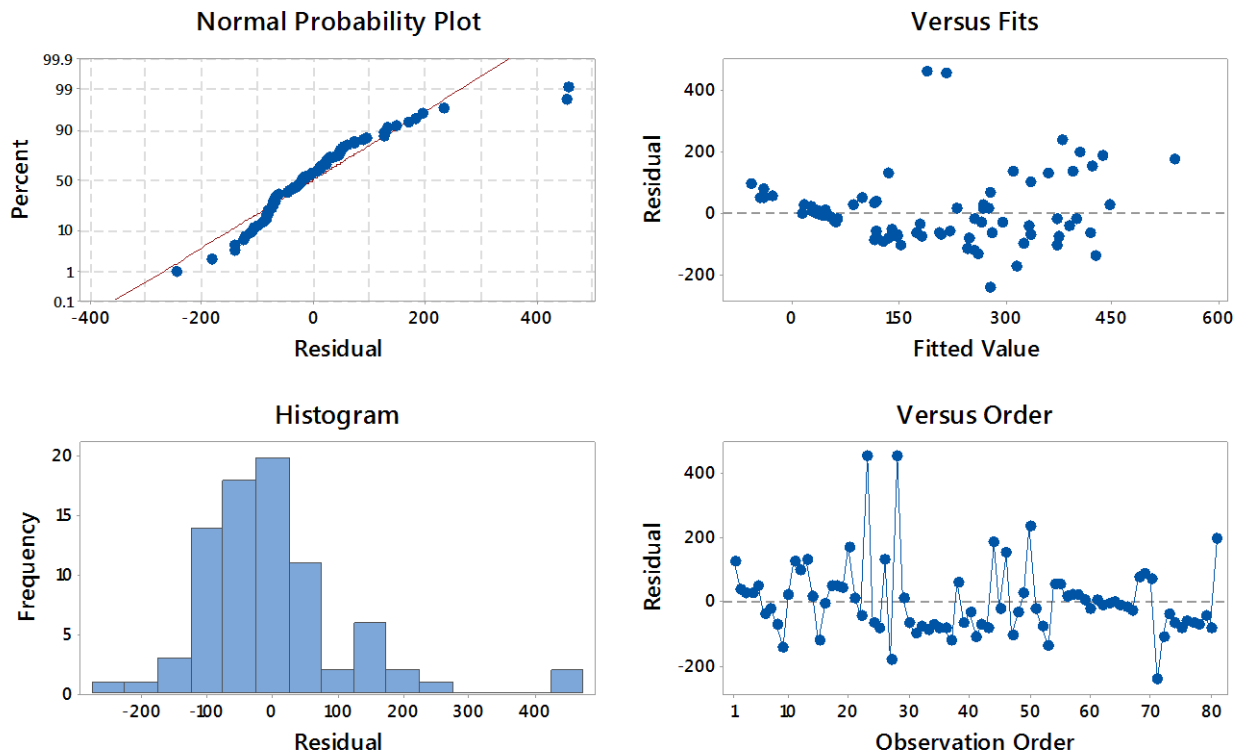 Normal Probability Plot
Percent
99.9
99
90
50
10
1
0.1
-400 -200 0 200 400
Residual
Versus Fits
Residual
400
200
0
-200
0 150 300 450 600
Fitted Value
Histogram
Frequency
20
15
10
5
0
-200 -100 0 100 200 300 400
Residual
Versus Order
Residual
400
200
0
-200
1 10 20 30 40 50 60 70 80
Observation Order